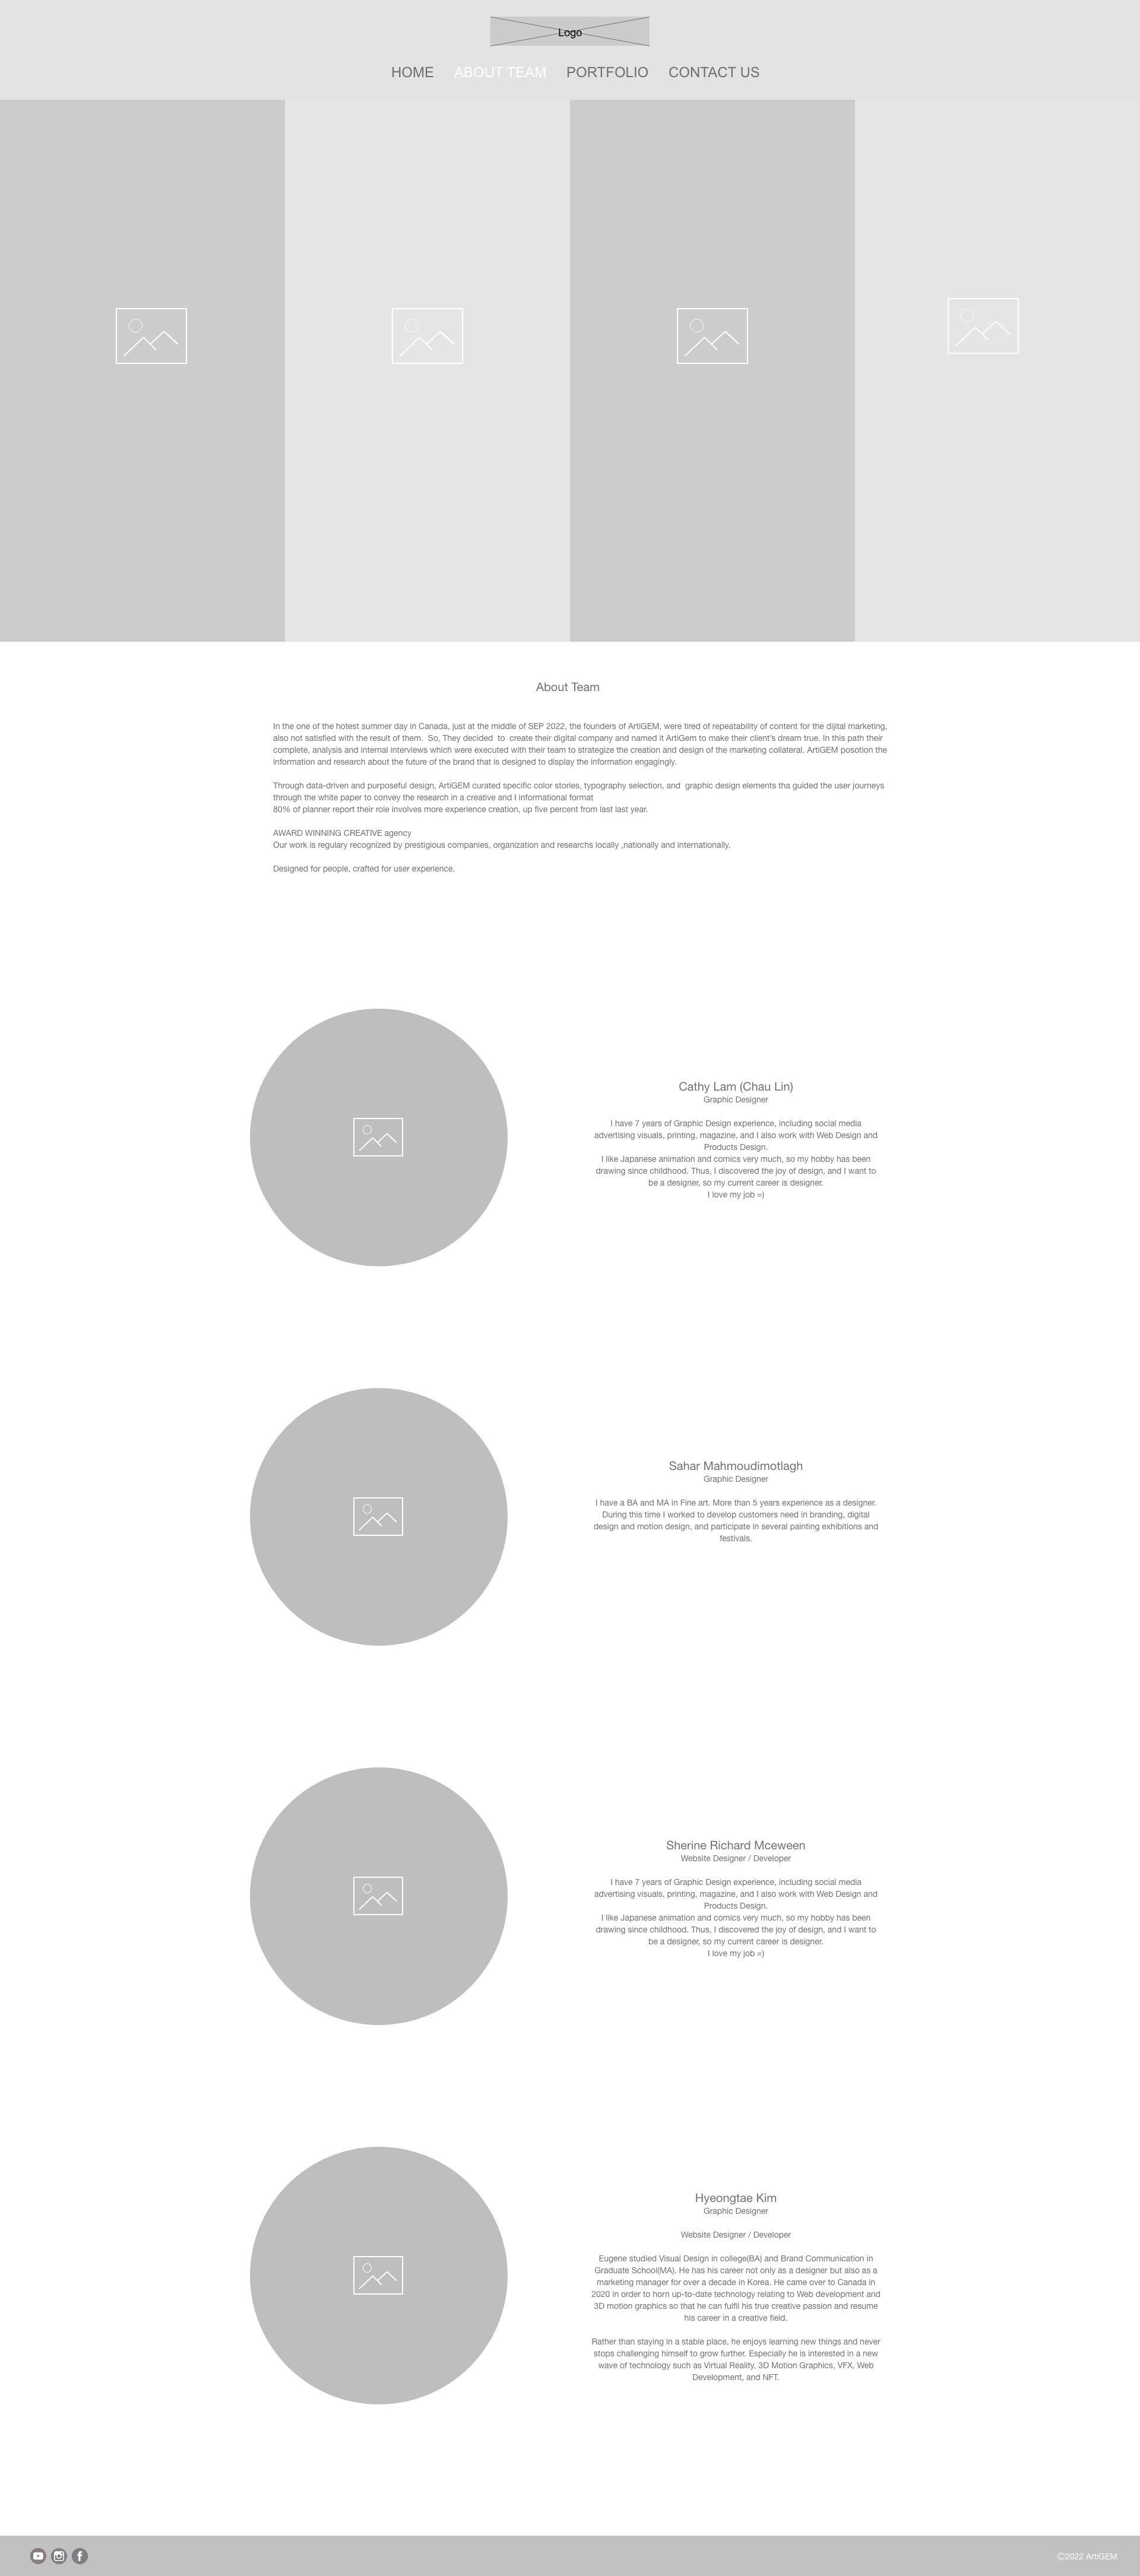 Logo
HOME ABOUT TEAM PORTFOLIO CONTACT US
About Team
In the one of the hotest summer day in Canada, just at the middle of SEP 2022, the founders of ArtiGEM, were tired of repeatability of content for the dijital marketing,
also not satisfied with the result of them.  So, They decided  to  create their digital company and named it ArtiGem to make their client's dream true. In this path their
complete, analysis and internal interviews which were executed with their team to strategize the creation and design of the marketing collateral. ArtiGEM posotion the
information and research about the future of the brand that is designed to display the information engagingly.
Through data-driven and purposeful design, ArtiGEM curated specific color stories, typography selection, and  graphic design elements tha guided the user journeys
through the white paper to convey the research in a creative and I informational format
80% of planner report their role involves more experience creation, up five percent from last last year.
AWARD WINNING CREATIVE agency
Our work is regulary recognized by prestigious companies, organization and researchs locally ,nationally and internationally.
Designed for people, crafted for user experience.
Cathy Lam (Chau Lin)
Graphic Designer
I have 7 years of Graphic Design experience, including social media
advertising visuals, printing, magazine, and I also work with Web Design and
Products Design.
I like Japanese animation and comics very much, so my hobby has been
drawing since childhood. Thus, I discovered the joy of design, and I want to
be a designer, so my current career is designer.
I love my job =)
Sahar Mahmoudimotlagh
Graphic Designer
I have a BA and MA in Fine art. More than 5 years experience as a designer.
During this time I worked to develop customers need in branding, digital
design and motion design, and participate in several painting exhibitions and
festivals.
Sherine Richard Mceween
Website Designer / Developer
I have 7 years of Graphic Design experience, including social media
advertising visuals, printing, magazine, and I also work with Web Design and
Products Design.
I like Japanese animation and comics very much, so my hobby has been
drawing since childhood. Thus, I discovered the joy of design, and I want to
be a designer, so my current career is designer.
I love my job =)
Hyeongtae Kim
Graphic Designer
Website Designer / Developer
Eugene studied Visual Design in college(BA) and Brand Communication in
Graduate School(MA). He has his career not only as a designer but also as a
marketing manager for over a decade in Korea. He came over to Canada in
2020 in order to horn up-to-date technology relating to Web development and
3D motion graphics so that he can fulfil his true creative passion and resume
his career in a creative field.
Rather than staying in a stable place, he enjoys learning new things and never
stops challenging himself to grow further. Especially he is interested in a new
wave of technology such as Virtual Reality, 3D Motion Graphics, VFX, Web
Development, and NFT.
©2022 ArtiGEM